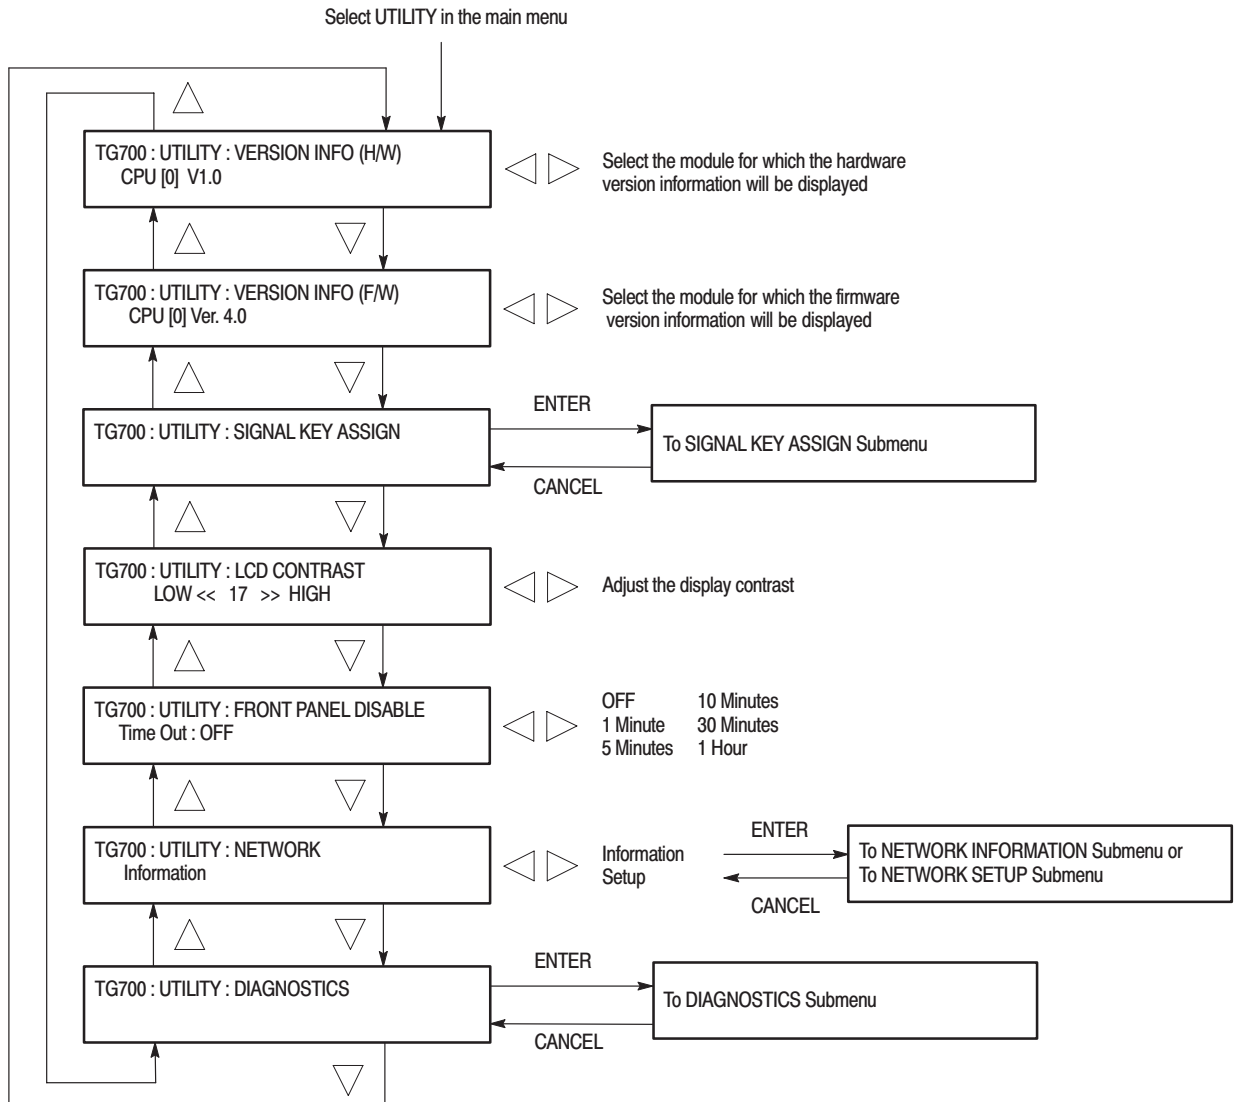 Select UTILITY in the main menu
TG700 : UTILITY : VERSION INFO (H/W)
CPU [0] V1.0
Select the module for which the hardware
version information will be displayed
TG700 : UTILITY : VERSION INFO (F/W)
CPU [0] Ver. 4.0
Select the module for which the firmware
version information will be displayed
TG700 : UTILITY : SIGNAL KEY ASSIGN
ENTER
To SIGNAL KEY ASSIGN Submenu
CANCEL
TG700 : UTILITY : LCD CONTRAST
LOW << 17 >> HIGH
Adjust the display contrast
TG700 : UTILITY : FRONT PANEL DISABLE
Time Out : OFF
OFF 10 Minutes
1 Minute 30 Minutes
5 Minutes 1 Hour
TG700 : UTILITY : NETWORK
Information
Information
Setup
ENTER
To NETWORK INFORMATION Submenu or
To NETWORK SETUP Submenu
CANCEL
TG700 : UTILITY : DIAGNOSTICS
ENTER
To DIAGNOSTICS Submenu
CANCEL